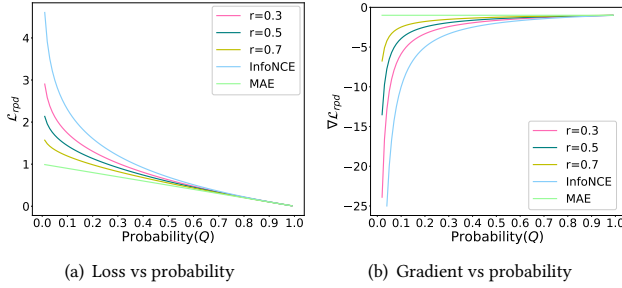 r=0.3
r=0.5
r=0.7
InfoNCE
MAE
4
3
2
1
0
ℒrpd
0.0 0.1 0.2 0.3 0.4 0.5 0.6 0.7 0.8 0.9 1.0
Probability(Q)
(a) Loss vs probability
0
−5
−10
−15
−20
−25
∇ℒrpd
r=0.3
r=0.5
r=0.7
InfoNCE
MAE
0.0 0.1 0.2 0.3 0.4 0.5 0.6 0.7 0.8 0.9 1.0
Probability(Q)
(b) Gradient vs probability